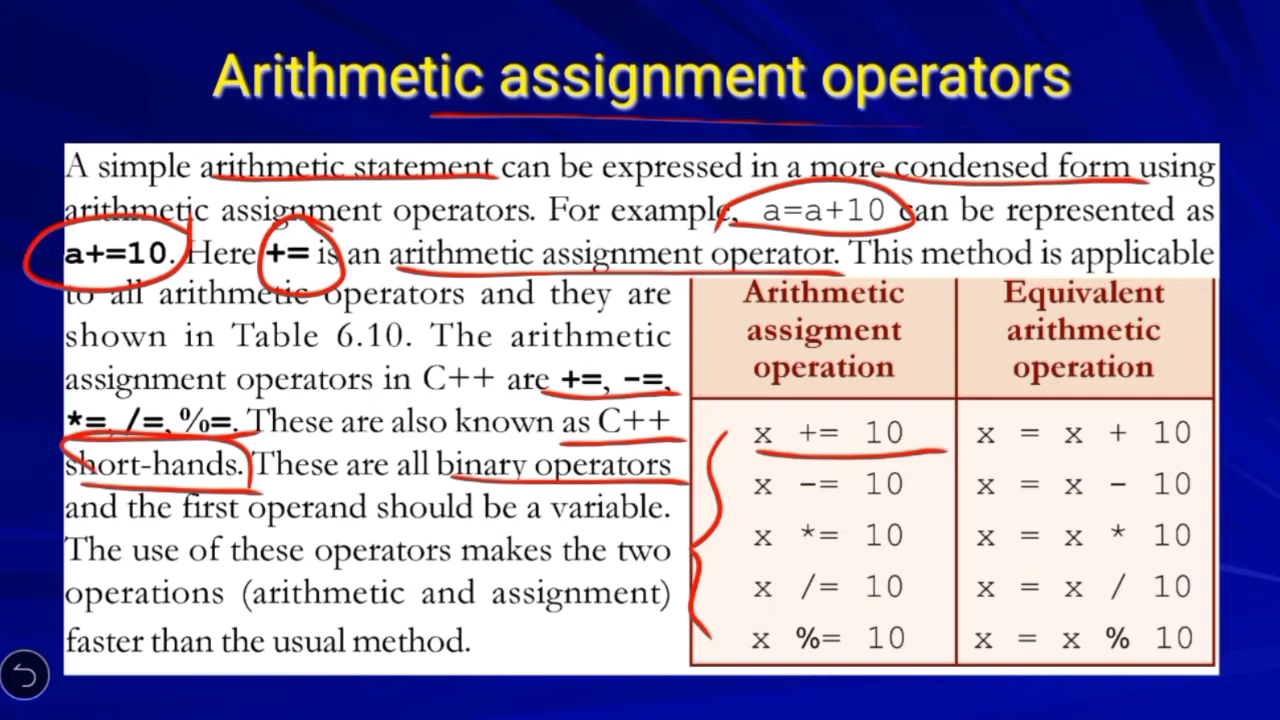 Arithmetic assignment operators
A simple arithmetic statement can be expressed in a more condensed form using
arithmetic assignment operators. For example, a=a+10 can be represented as
a+=10. Here += is an arithmetic assignment operator. This method is applicable
to all arithmetic operators and they are
shown in Table 6.10. The arithmetic
assignment operators in C++ are +=, -=,
*=, /=, %=. These are also known as C++
short-hands. These are all binary operators
and the first operand should be a variable.
The use of these operators makes the two
operations (arithmetic and assignment)
faster than the usual method.
Arithmetic assigment operation
Equivalent arithmetic operation
x += 10 x = x + 10
x -= 10 x = x - 10
x *= 10 x = x * 10
x /= 10 x = x / 10
x %= 10 x = x % 10